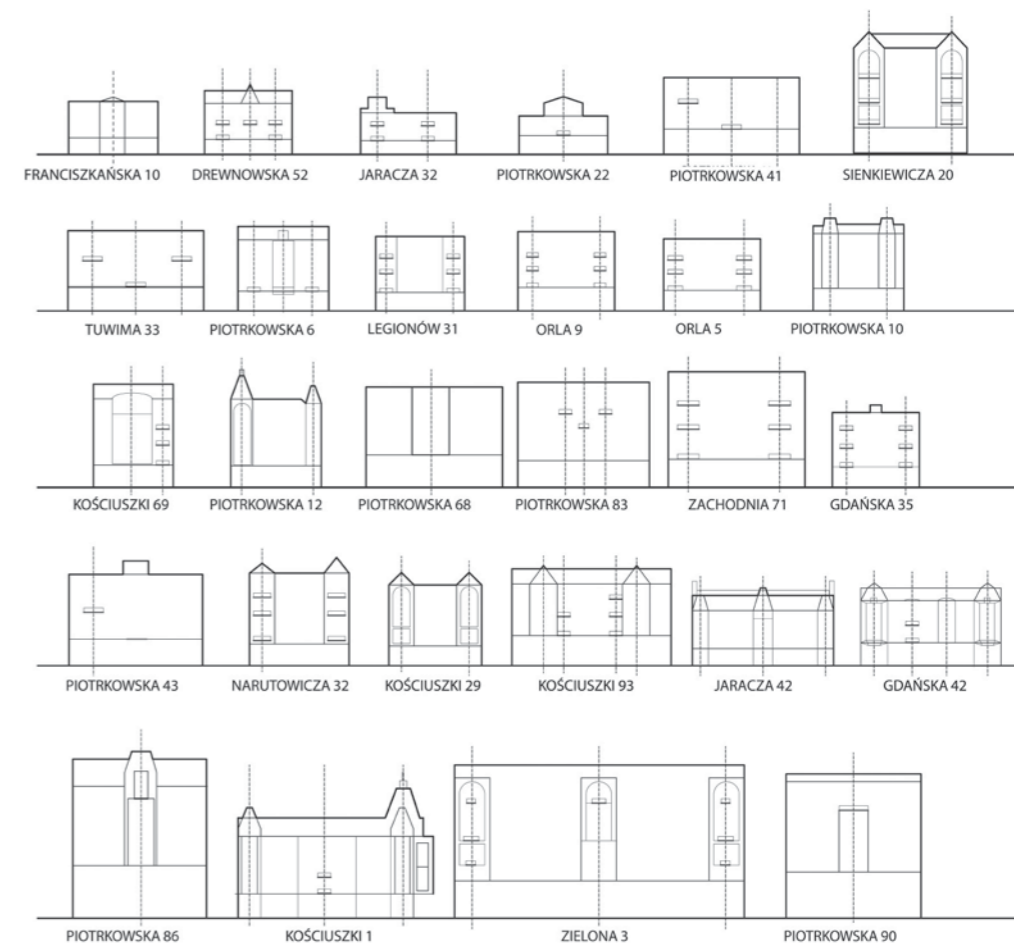 FRANCISZKAŃSKA 10 DREWNOWSKA 52 JARACZA 32 PIOTRKOWSKA 22 PIOTRKOWSKA 41 SIENKIEWICZA 20
TUWIMA 33 PIOTRKOWSKA 6 LEGIONÓW 31 ORLA 9 ORLA 5 PIOTRKOWSKA 10
KOŚCIUSZKI 69 PIOTRKOWSKA 12 PIOTRKOWSKA 68 PIOTRKOWSKA 83 ZACHODNIA 71 GDAŃSKA 35
PIOTRKOWSKA 43 NARUTOWICZA 32 KOŚCIUSZKI 29 KOŚCIUSZKI 93 JARACZA 42 GDAŃSKA 42
PIOTRKOWSKA 86 KOŚCIUSZKI 1 ZIELONA 3 PIOTRKOWSKA 90